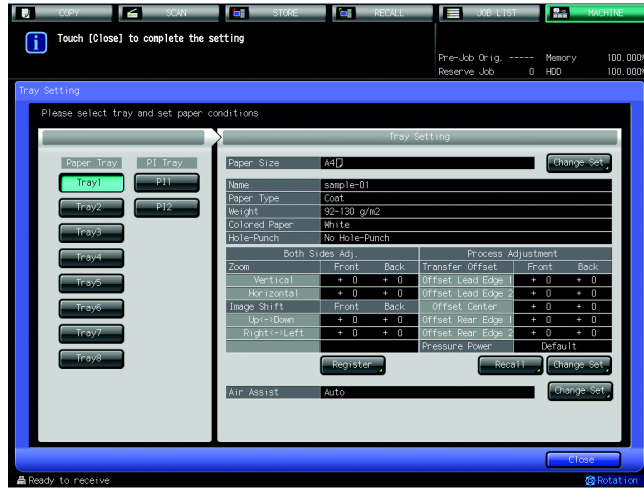 COPY SCAN STORE RECALL JOB LIST MACHINE
Touch [Close] to complete the setting
Pre-Job Orig. ----- Memory 100.000%
Reserve Job 0 HDD 100.000%
Tray Setting
Please select tray and set paper conditions
Tray Setting
Paper Tray PI Tray
Paper Size A4 Change Set
Tray1 PI1
Name sample-01
Paper Type Coat
Tray2 PI2
Weight 92-130 g/m2
Colored Paper White
Tray3
Hole-Punch No Hole-Punch
Both Sides Adj. Process Adjustment
Tray4
Zoom Front Back Transfer Offset Front Back
Vertical + 0 + 0 Offset Lead Edge 1 + 0 + 0
Tray5
Horizontal + 0 + 0 Offset Lead Edge 2 + 0 + 0
Tray6
Image Shift Front Back Offset Center + 0 + 0
Up<->Down + 0 + 0 Offset Rear Edge 1 + 0 + 0
Tray7
Right<->Left + 0 + 0 Offset Rear Edge 2 + 0 + 0
Pressure Power Default
Tray8
Register Recall Change Set
Air Assist Auto Change Set
Close
Ready to receive Rotation